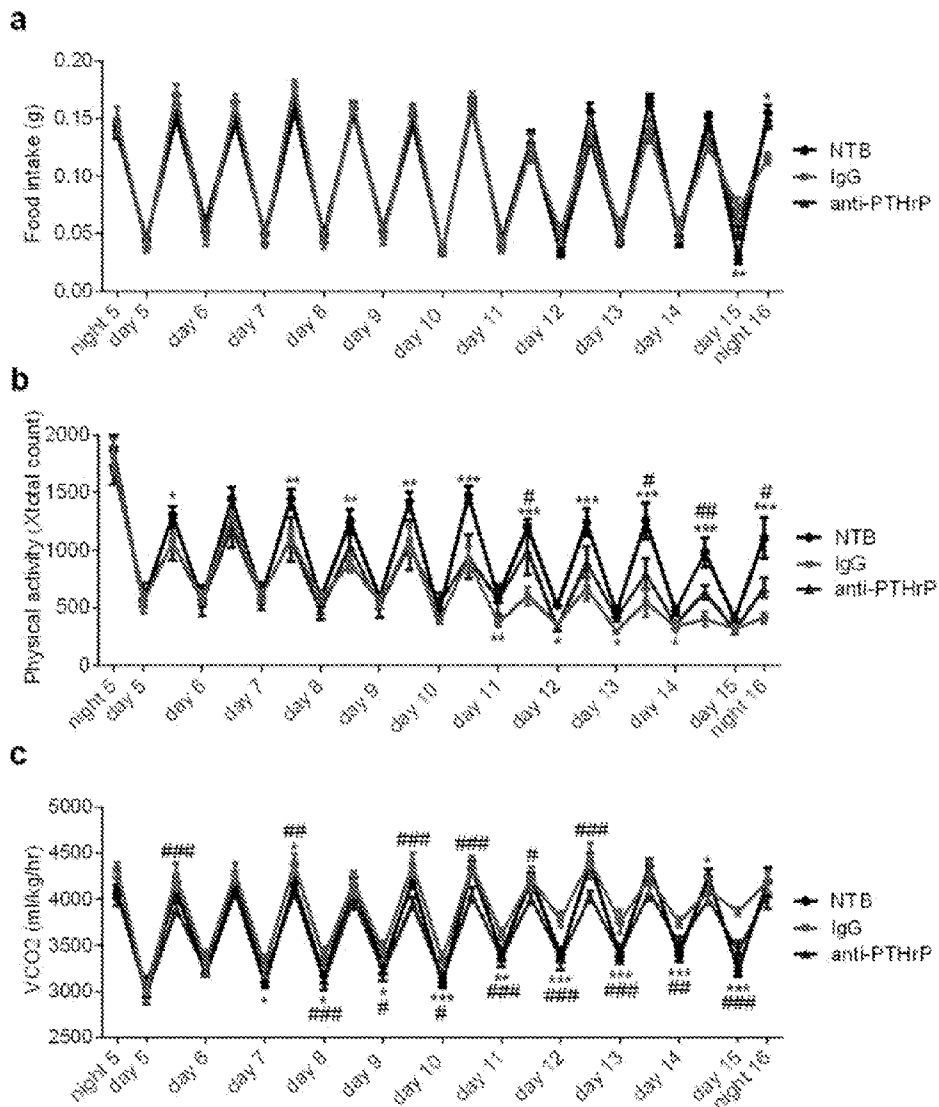 a
Food intake (g)
0.20
0.15
0.10
0.05
0.00
*
**
NTB
IgG
anti-PTHrP
night 5
day 5
day 6
day 7
day 8
day 9
day 10
day 11
day 12
day 13
day 14
day 15
night 16
b
Physical activity (Xtotal count)
2000
1500
1000
500
0
*
**
**
**
***
#
***
***
#
***
##
***
#
***
**
*
*
*
NTB
IgG
anti-PTHrP
night 5
day 5
day 6
day 7
day 8
day 9
day 10
day 11
day 12
day 13
day 14
day 15
night 16
c
VCO2 (ml/kg/hr)
5000
4500
4000
3500
3000
2500
###
##
*
###
###
#
###
*
*
*
###
*
#
***
#
**
###
***
###
***
###
***
##
***
###
NTB
IgG
anti-PTHrP
night 5
day 5
day 6
day 7
day 8
day 9
day 10
day 11
day 12
day 13
day 14
day 15
night 16